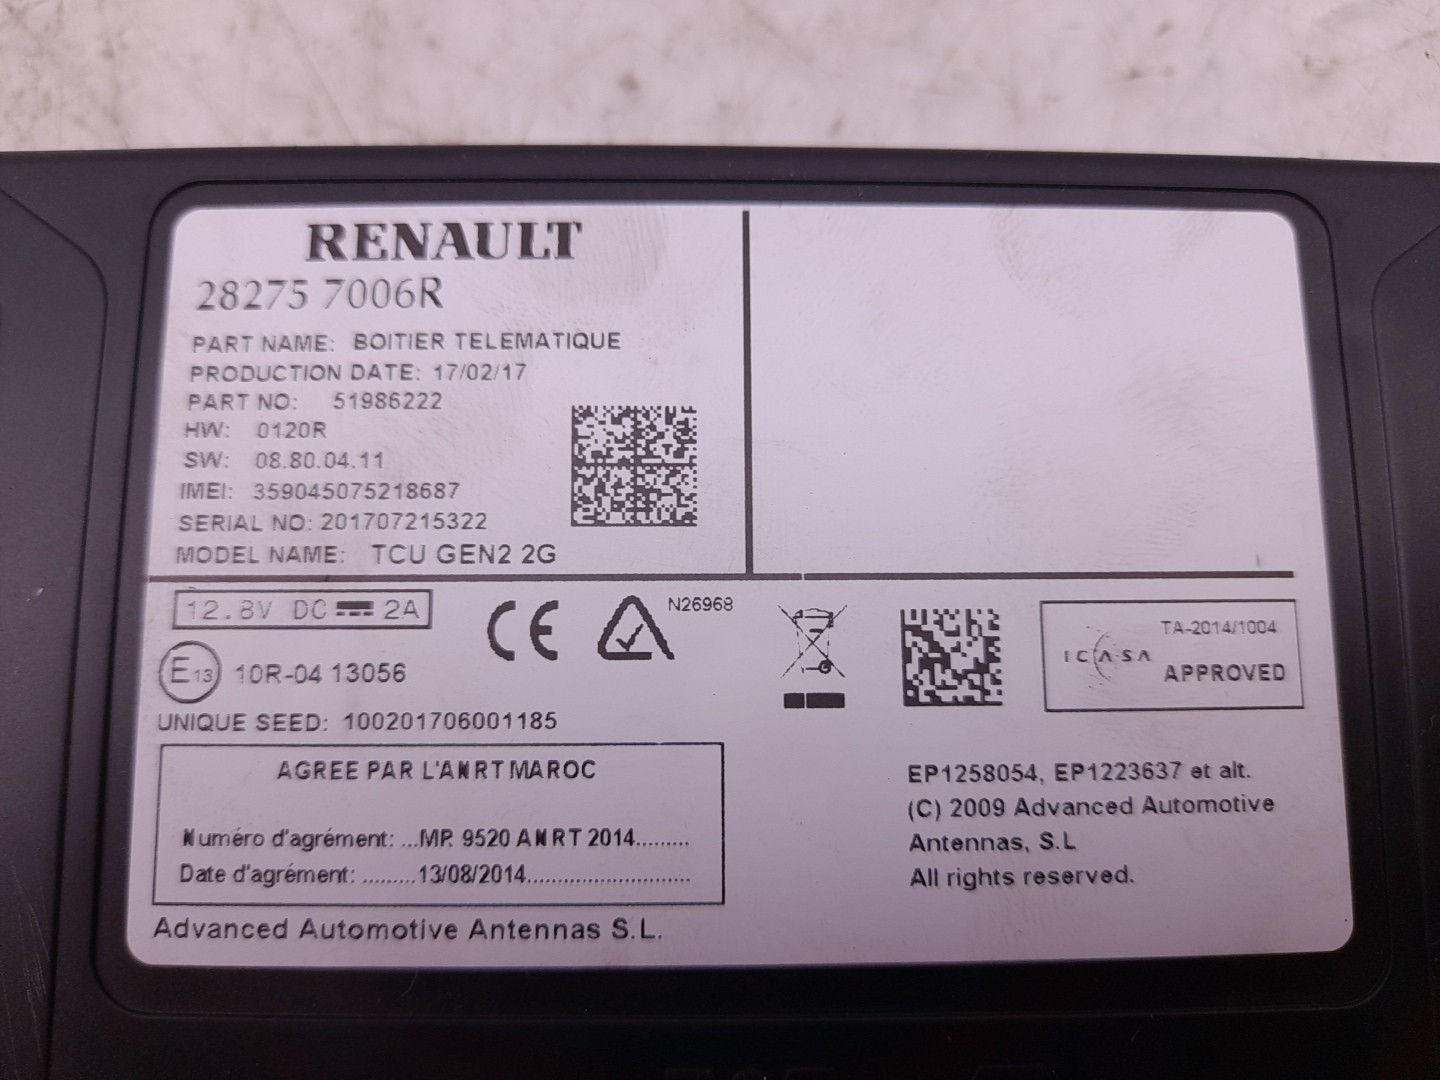 RENAULT
28275 7006R
PART NAME: BOITIER TELEMATIQUE
PRODUCTION DATE: 17/02/17
PART NO: 51986222
HW: 0120R
SW: 08.80.04.11
IMEI: 359045075218687
SERIAL NO: 201707215322
MODEL NAME: TCU GEN2 2G
12.8V DC 2A
CE
N26968
E13 10R-04 13056
UNIQUE SEED: 100201706001185
TA-2014/1004
ICASA
APPROVED
AGREE PAR L'ANRT MAROC
Numéro d'agrément: ...MR 9520 ANRT 2014.........
Date d'agrément: .........13/08/2014...........................
Advanced Automotive Antennas S.L.
EP1258054, EP1223637 et alt.
(C) 2009 Advanced Automotive
Antennas, S.L
All rights reserved.